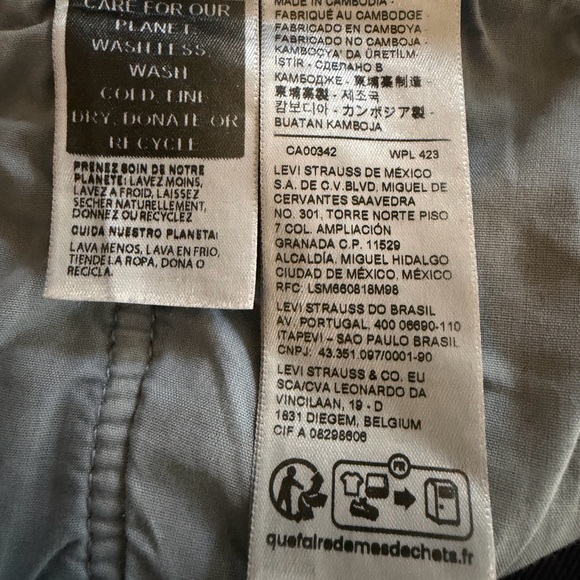 CARE FOR OUR
PLANET
WASH LESS,
WASH
COLD, LINE
DRY, DONATE OR
RECYCLE
PRENEZ SOIN DE NOTRE
PLANÈTE: LAVEZ MOINS,
LAVEZ A FROID, LAISSEZ
SÉCHER NATURELLEMENT,
DONNEZ OU RECYCLEZ
CUIDA NUESTRO PLANETA:
LAVA MENOS, LAVA EN FRIO,
TIENDE LA ROPA, DONA O
RECICLA.
MADE IN CAMBODIA -
FABRIQUÉ AU CAMBODGE -
FABRICADO EN CAMBOYA -
FABRICADO NO CAMBOJA -
KAMBOÇYA' DA ÜRETİLM-
İŞTİR - СДЕЛАНО В
КАМБОДЖЕ - 柬埔寨制造 -
柬埔寨製 - 제조국
캄보디아 - カンボジア製 -
BUATAN KAMBOJA
CA00342 WPL 423
LEVI STRAUSS DE MÉXICO
S.A. DE C.V.BLVD. MIGUEL DE
CERVANTES SAAVEDRA
NO. 301, TORRE NORTE PISO
7 COL. AMPLIACIÓN
GRANADA C.P. 11529
ALCALDÍA. MIGUEL HIDALGO
CIUDAD DE MÉXICO, MÉXICO
RFC: LSM660818M98
LEVI STRAUSS DO BRASIL
AV. PORTUGAL, 400 06690-110
ITAPEVI – SAO PAULO BRASIL
CNPJ: 43.351.097/0001-90
LEVI STRAUSS & CO. EU
SCA/CVA LEONARDO DA
VINCILAAN, 19 - D
1831 DIEGEM, BELGIUM
CIF A 08298606
FR
quefairedemesdechets.fr